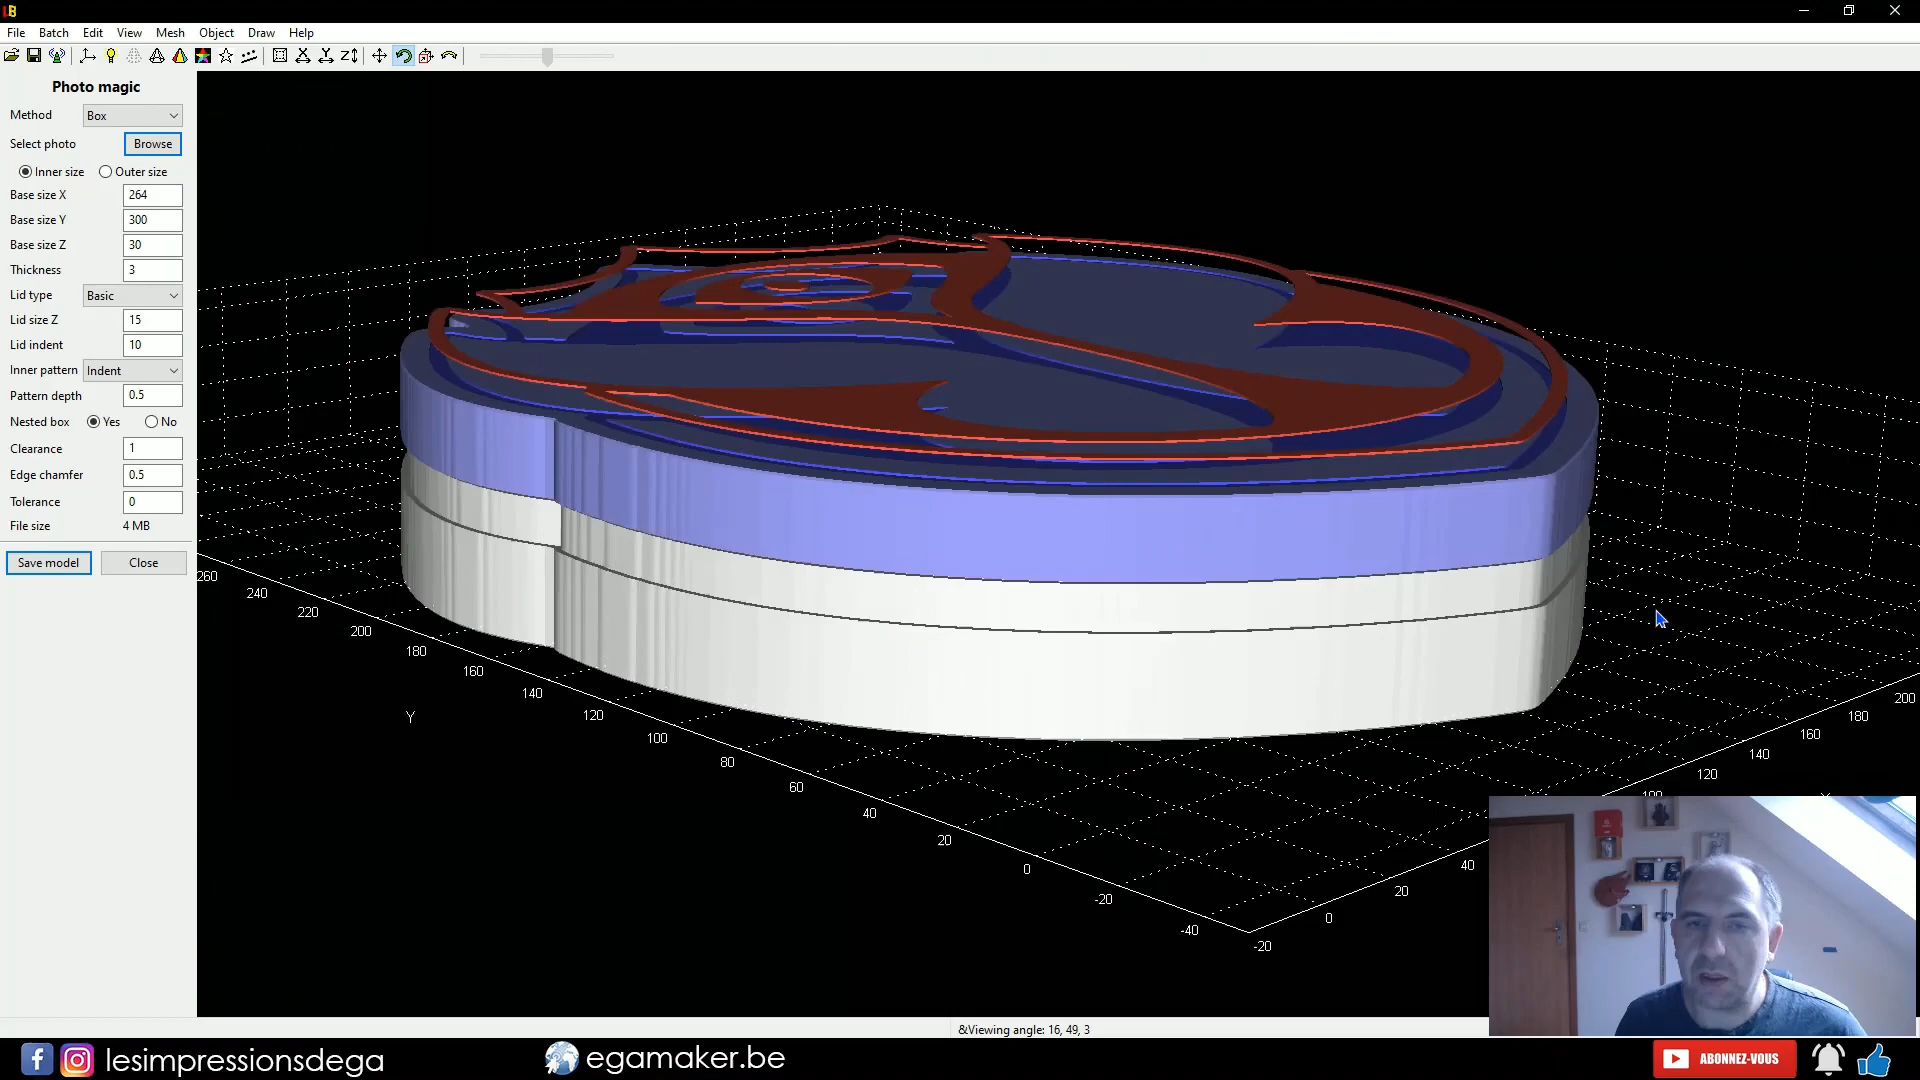 LB
File Batch Edit View Mesh Object Draw Help
Photo magic
Method Box
Select photo Browse
Inner size Outer size
Base size X 264
Base size Y 300
Base size Z 30
Thickness 3
Lid type Basic
Lid size Z 15
Lid indent 10
Inner pattern Indent
Pattern depth 0.5
Nested box Yes No
Clearance 1
Edge chamfer 0.5
Tolerance 0
File size 4 MB
Save model Close
260
240
220
200
180
160
140
120
100
80
60
40
20
0
-20
-40
Y
-20
0
20
40
100
120
140
160
180
200
&Viewing angle: 16, 49, 3
lesimpressionsdega egamaker.be ABONNEZ-VOUS